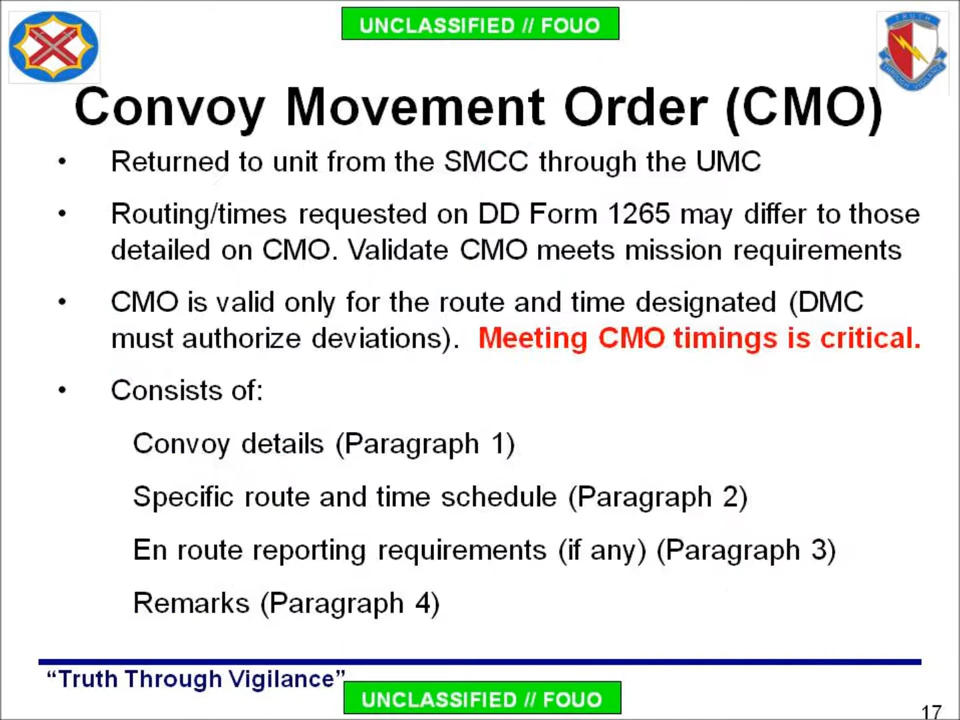 UNCLASSIFIED // FOUO
TRUTH
THROUGH VIGILANCE
Convoy Movement Order (CMO)
• Returned to unit from the SMCC through the UMC
• Routing/times requested on DD Form 1265 may differ to those
detailed on CMO. Validate CMO meets mission requirements
• CMO is valid only for the route and time designated (DMC
must authorize deviations). Meeting CMO timings is critical.
• Consists of:
Convoy details (Paragraph 1)
Specific route and time schedule (Paragraph 2)
En route reporting requirements (if any) (Paragraph 3)
Remarks (Paragraph 4)
“Truth Through Vigilance”
UNCLASSIFIED // FOUO
17